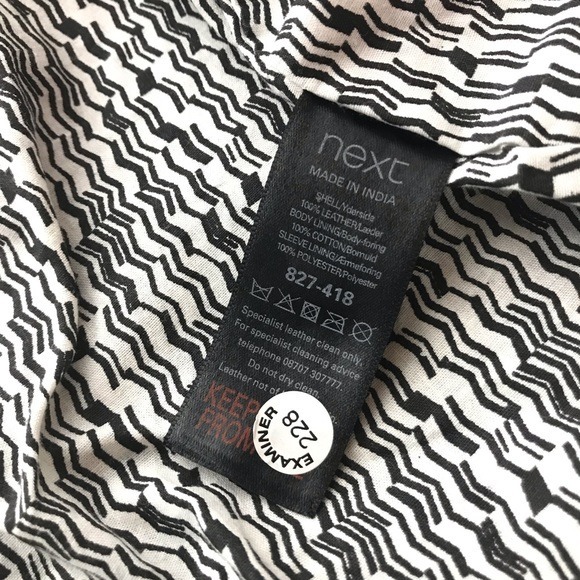 next
MADE IN INDIA
SHELL/Yderside
100% LEATHER/Læder
BODY LINING/Body-foring
100% COTTON/Bomuld
SLEEVE LINING/Ærmeforing
100% POLYESTER/Polyester
827-418
Specialist leather clean only.
For specialist cleaning advice
telephone 08707 307777.
Do not dry clean.
Leather not of
KEEP
FROM
EXAMINER
228